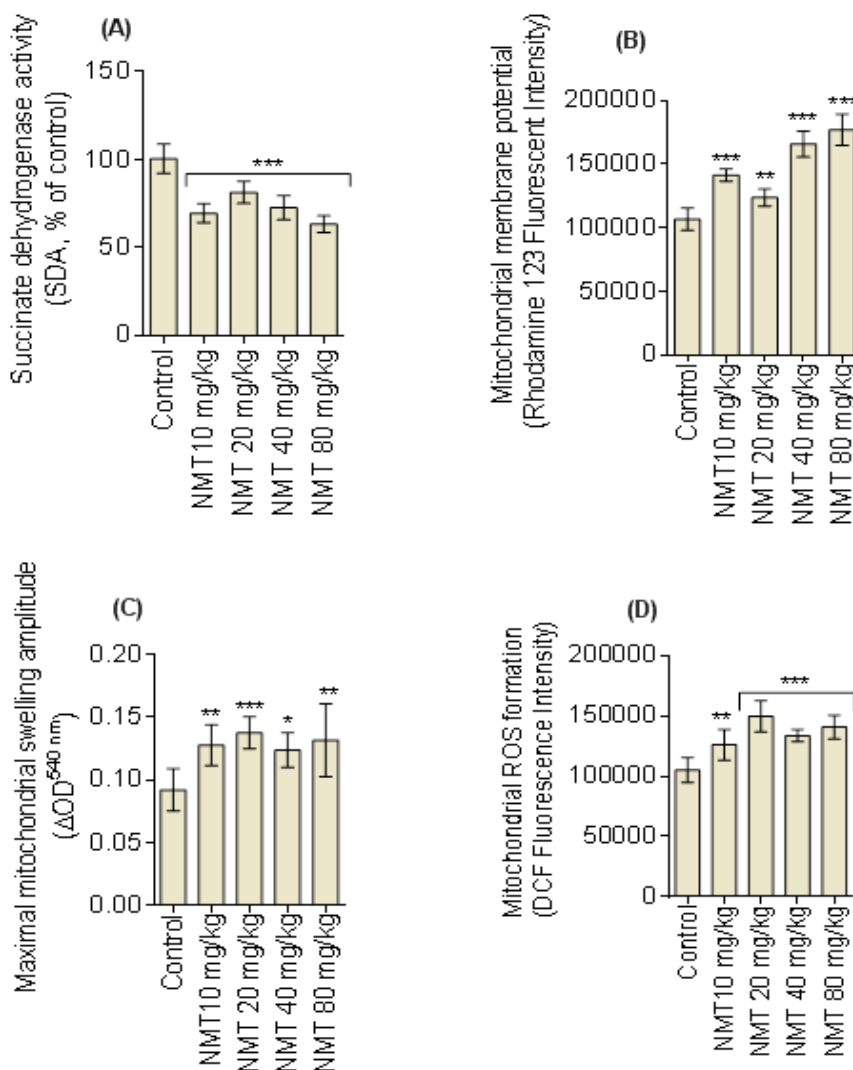 (A)
Succinate dehydrogenase activity
(SDA, % of control)
150
100
50
0
***
Control
NMT10 mg/kg
NMT 20 mg/kg
NMT 40 mg/kg
NMT 80 mg/kg
(B)
Mitochondrial membrane potential
(Rhodamine 123 Fluorescent Intensity)
200000
150000
100000
50000
0
***
**
***
***
Control
NMT10 mg/kg
NMT 20 mg/kg
NMT 40 mg/kg
NMT 80 mg/kg
(C)
Maximal mitochondrial swelling amplitude
(ΔOD540 nm)
0.20
0.15
0.10
0.05
0.00
**
***
*
**
Control
NMT10 mg/kg
NMT 20 mg/kg
NMT 40 mg/kg
NMT 80 mg/kg
(D)
Mitochondrial ROS formation
(DCF Fluorescence Intensity)
200000
150000
100000
50000
0
**
***
Control
NMT10 mg/kg
NMT 20 mg/kg
NMT 40 mg/kg
NMT 80 mg/kg